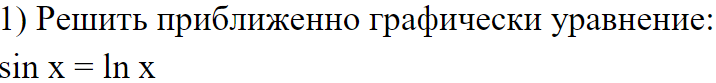 1) Решить приближенно графически уравнение:
sin x = ln x